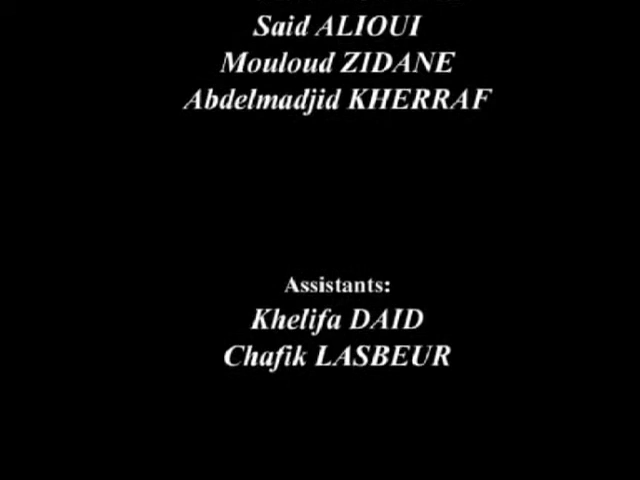 Said ALIOUI
Mouloud ZIDANE
Abdelmadjid KHERRAF
Assistants:
Khelifa DAID
Chafik LASBEUR